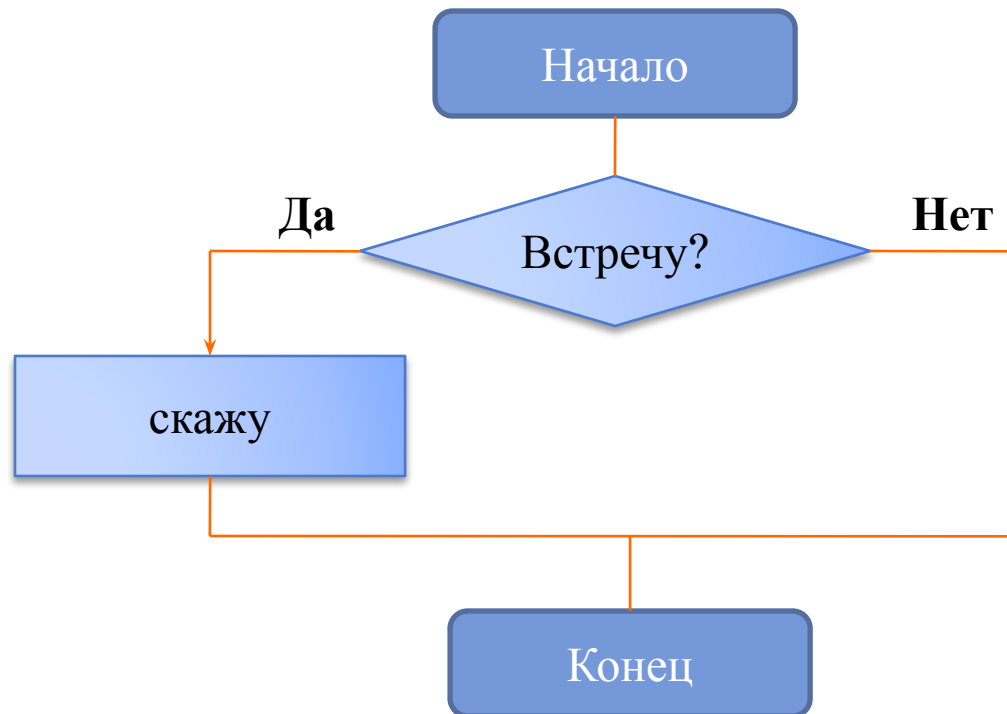 Начало
Да
Нет
Встречу?
скажу
Конец